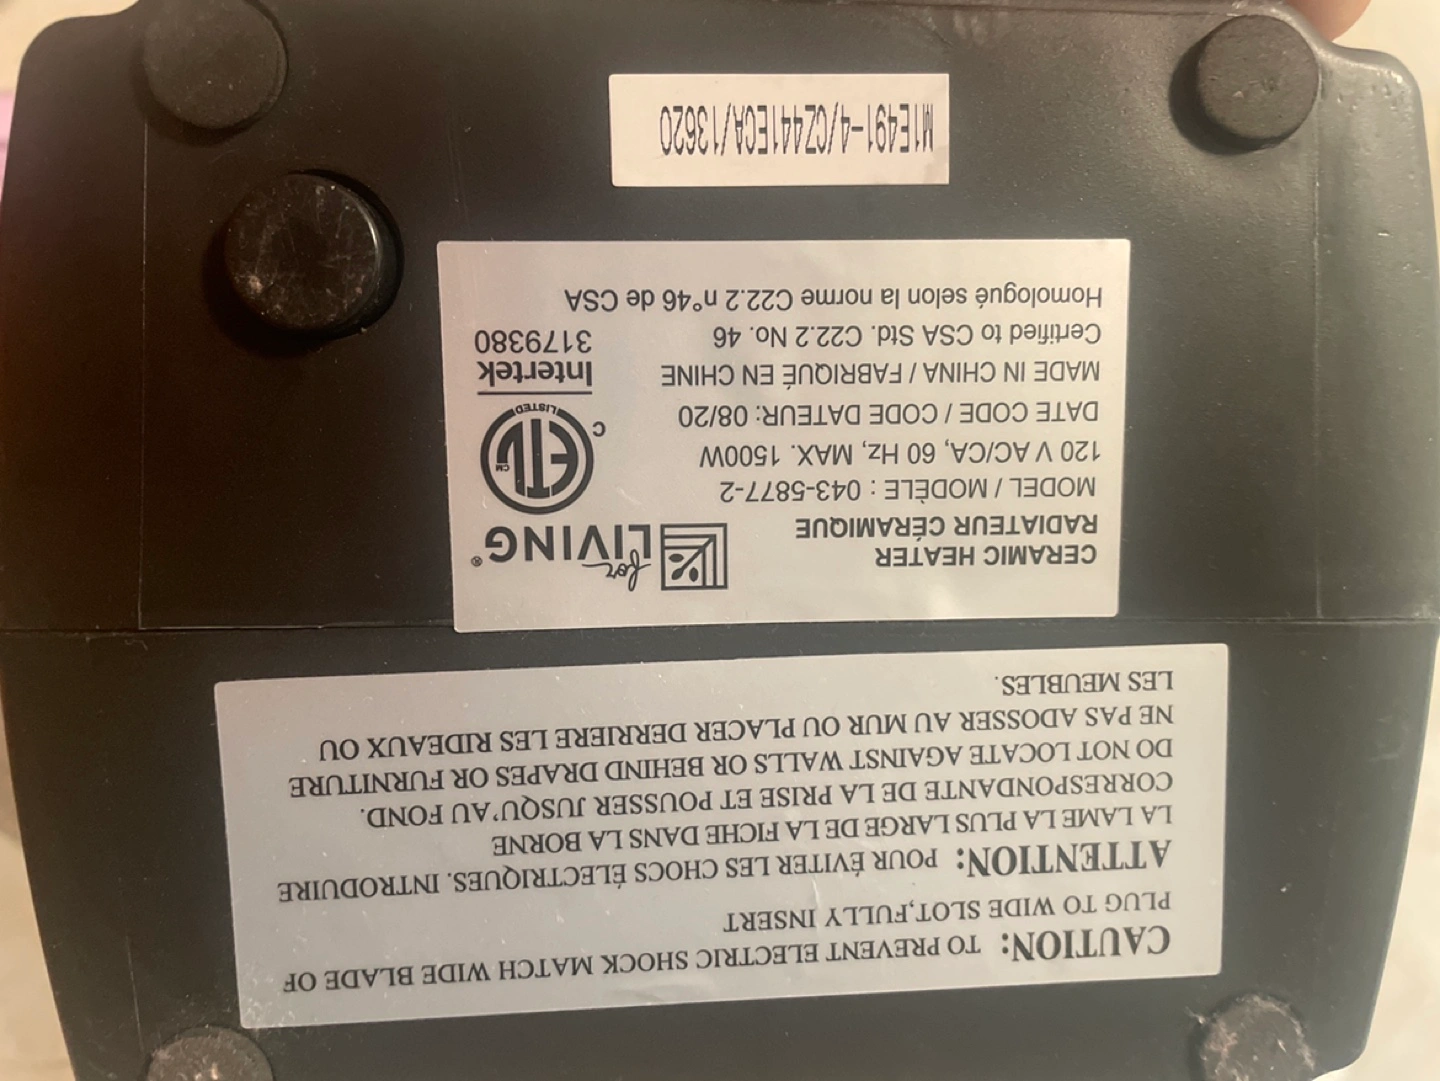 CAUTION: TO PREVENT ELECTRIC SHOCK MATCH WIDE BLADE OF
PLUG TO WIDE SLOT,FULLY INSERT
ATTENTION: POUR ÉVITER LES CHOCS ÉLECTRIQUES. INTRODUIRE
LA LAME LA PLUS LARGE DE LA FICHE DANS LA BORNE
CORRESPONDANTE DE LA PRISE ET POUSSER JUSQU'AU FOND.
DO NOT LOCATE AGAINST WALLS OR BEHIND DRAPES OR FURNITURE
NE PAS ADOSSER AU MUR OU PLACER DERRIERE LES RIDEAUX OU
LES MEUBLES.
CERAMIC HEATER
RADIATEUR CÉRAMIQUE
MODEL / MODÈLE : 043-5877-2
120 V AC/CA, 60 Hz, MAX. 1500W
DATE CODE / CODE DATEUR: 08/20
MADE IN CHINA / FABRIQUÉ EN CHINE
Certified to CSA Std. C22.2 No. 46
Homologué selon la norme C22.2 n°46 de CSA
for
LIVING®
C
ETL CM
LISTED
Intertek
3179380
M1E491-4/CZ441ECA/13620